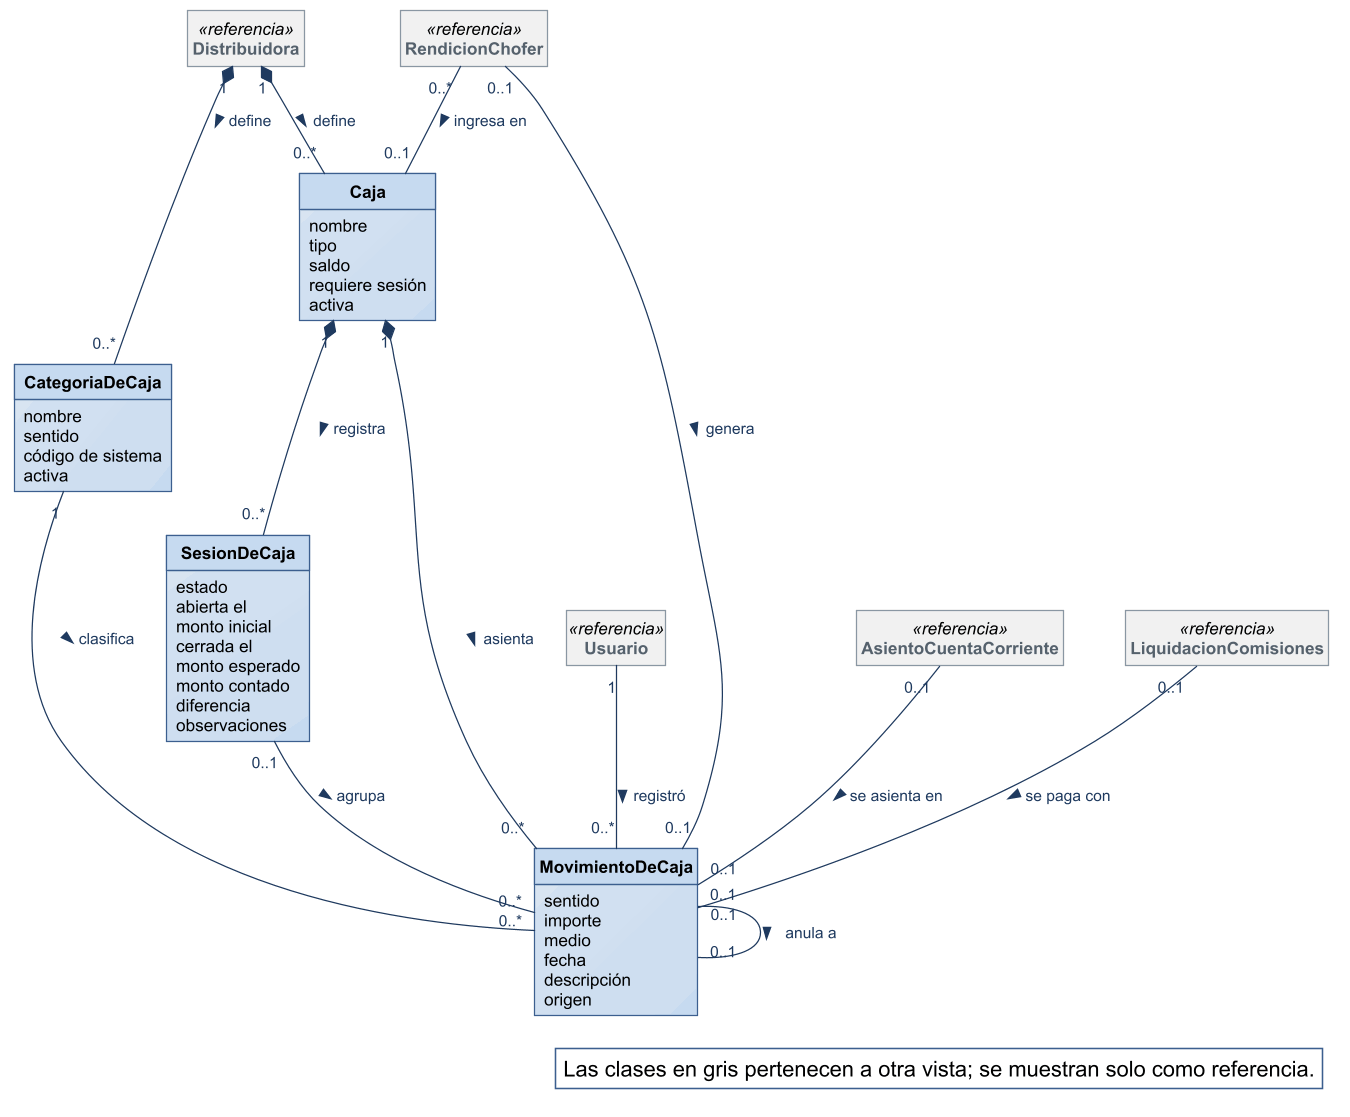 «referencia»
Distribuidora
«referencia»
RendicionChofer
1
1
0..*
0..1
define
define
ingresa en
0..*
0..1
Caja
nombre
tipo
saldo
requiere sesión
activa
1
1
0..*
CategoriaDeCaja
nombre
sentido
código de sistema
activa
registra
genera
1
0..*
SesionDeCaja
estado
abierta el
monto inicial
cerrada el
monto esperado
monto contado
diferencia
observaciones
clasifica
asienta
«referencia»
Usuario
«referencia»
AsientoCuentaCorriente
«referencia»
LiquidacionComisiones
1
0..1
0..1
0..1
agrupa
registró
se asienta en
se paga con
0..*
0..*
0..1
MovimientoDeCaja
sentido
importe
medio
fecha
descripción
origen
0..1
0..1
0..*
0..1
0..*
anula a
0..1
Las clases en gris pertenecen a otra vista; se muestran solo como referencia.